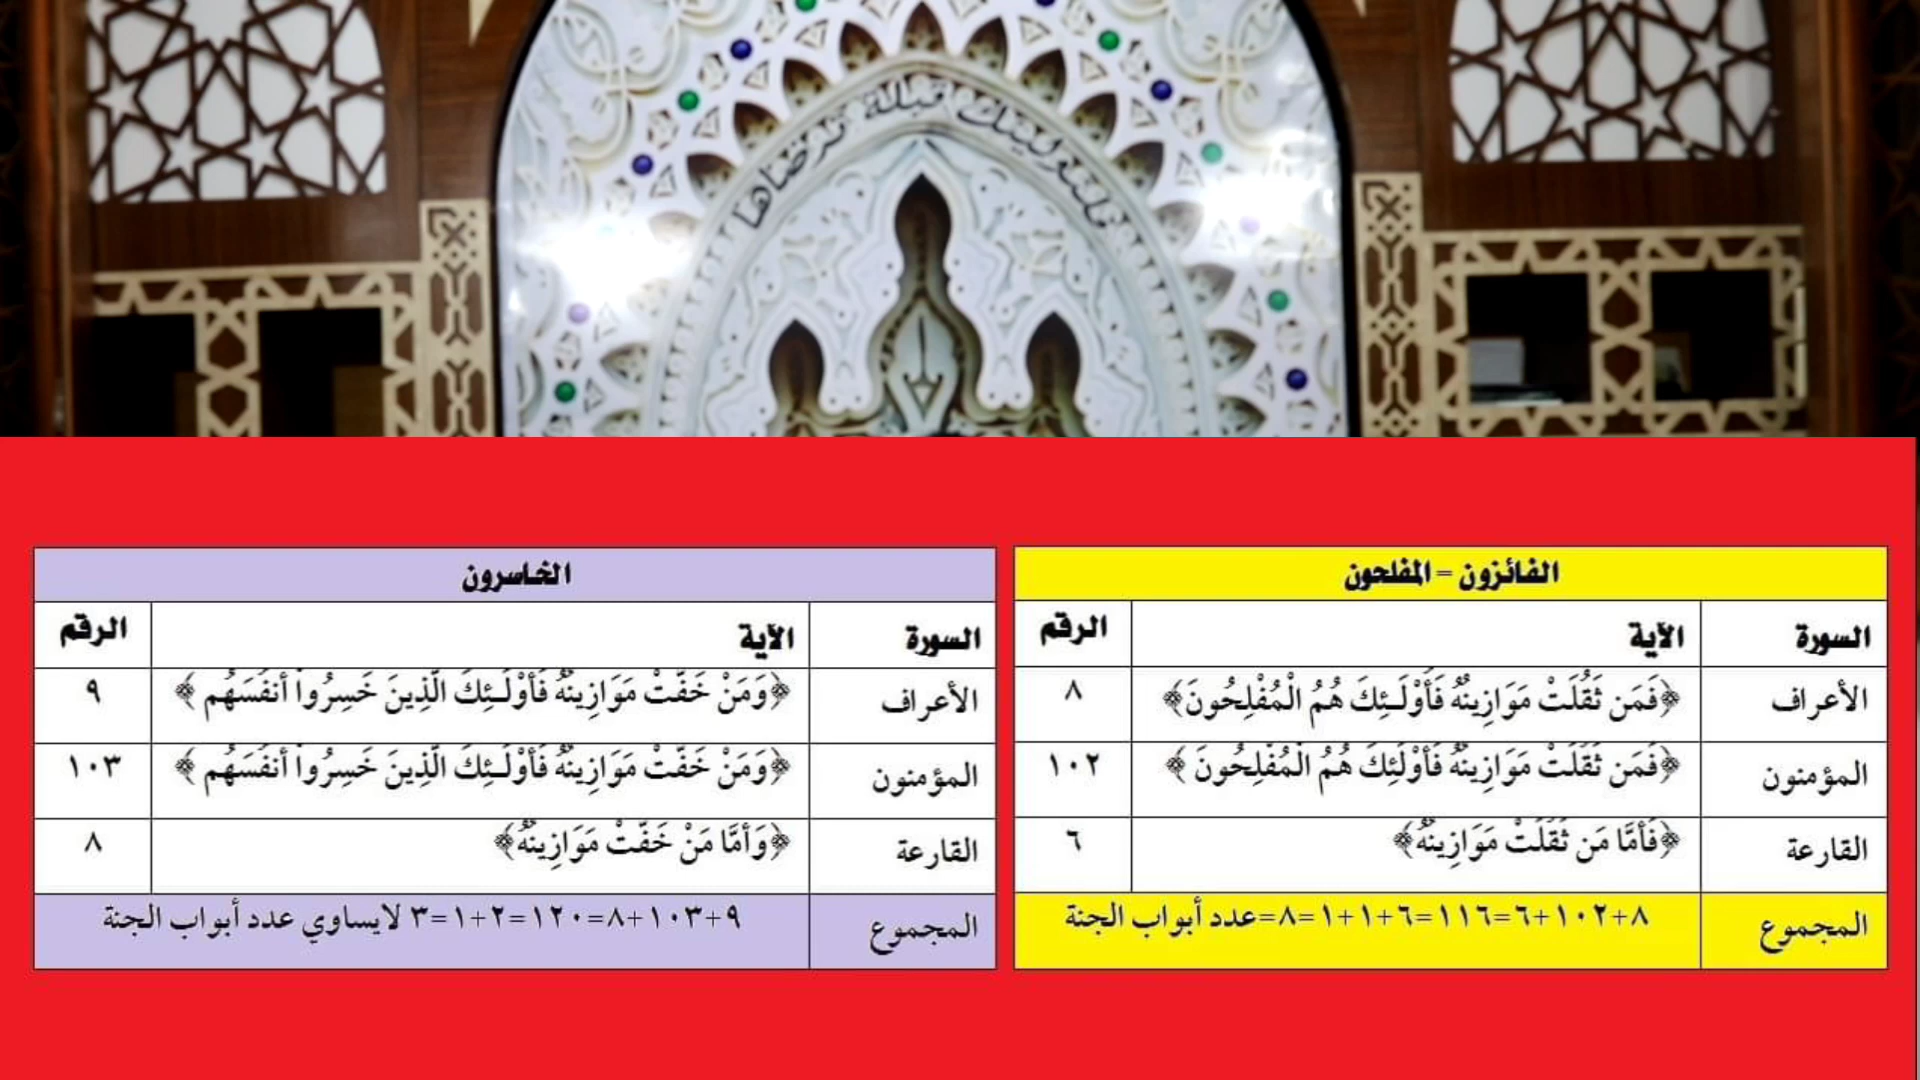 فلنولينك قبلة ترضاها
الفائزون - المفلحون
السورة الآية الرقم
الأعراف ﴿فَمَن ثَقُلَتْ مَوَازِينُهُ فَأُوْلَـئِكَ هُمُ الْمُفْلِحُونَ﴾ ٨
المؤمنون ﴿فَمَن ثَقُلَتْ مَوَازِينُهُ فَأُوْلَئِكَ هُمُ الْمُفْلِحُونَ ﴾ ١٠٢
القارعة ﴿فَأَمَّا مَن ثَقُلَتْ مَوَازِينُهُ﴾ ٦
المجموع ٨+١٠٢+٦=١١٦=٦+١+١=٨=عدد أبواب الجنة
الخاسرون
السورة الآية الرقم
الأعراف ﴿وَمَنْ خَفَّتْ مَوَازِينُهُ فَأُوْلَـئِكَ الَّذِينَ خَسِرُواْ أَنفُسَهُم ﴾ ٩
المؤمنون ﴿وَمَنْ خَفَّتْ مَوَازِينُهُ فَأُوْلَـئِكَ الَّذِينَ خَسِرُواْ أَنفُسَهُم ﴾ ١٠٣
القارعة ﴿وَأَمَّا مَنْ خَفَّتْ مَوَازِينُهُ﴾ ٨
المجموع ٩+١٠٣+٨=١٢٠=٢+١=٣ لايساوي عدد أبواب الجنة